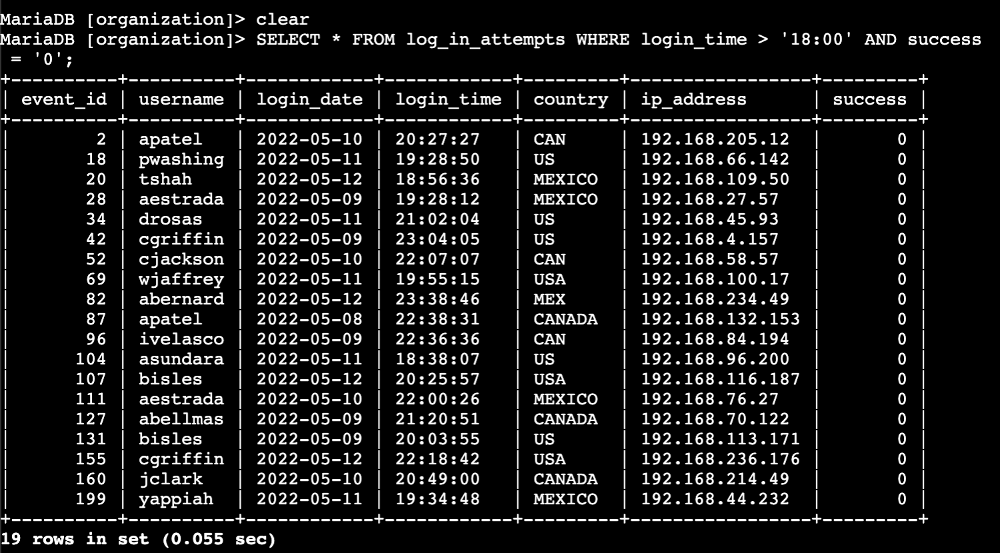 MariaDB [organization]> clear
MariaDB [organization]> SELECT * FROM log_in_attempts WHERE login_time > '18:00' AND success
 = '0';
+----------+----------+------------+------------+---------+-----------------+---------+
| event_id | username | login_date | login_time | country | ip_address      | success |
+----------+----------+------------+------------+---------+-----------------+---------+
|        2 | apatel   | 2022-05-10 | 20:27:27   | CAN     | 192.168.205.12  |       0 |
|       18 | pwashing | 2022-05-11 | 19:28:50   | US      | 192.168.66.142  |       0 |
|       20 | tshah    | 2022-05-12 | 18:56:36   | MEXICO  | 192.168.109.50  |       0 |
|       28 | aestrada | 2022-05-09 | 19:28:12   | MEXICO  | 192.168.27.57   |       0 |
|       34 | drosas   | 2022-05-11 | 21:02:04   | US      | 192.168.45.93   |       0 |
|       42 | cgriffin | 2022-05-09 | 23:04:05   | US      | 192.168.4.157   |       0 |
|       52 | cjackson | 2022-05-10 | 22:07:07   | CAN     | 192.168.58.57   |       0 |
|       69 | wjaffrey | 2022-05-11 | 19:55:15   | USA     | 192.168.100.17  |       0 |
|       82 | abernard | 2022-05-12 | 23:38:46   | MEX     | 192.168.234.49  |       0 |
|       87 | apatel   | 2022-05-08 | 22:38:31   | CANADA  | 192.168.132.153 |       0 |
|       96 | ivelasco | 2022-05-09 | 22:36:36   | CAN     | 192.168.84.194  |       0 |
|      104 | asundara | 2022-05-11 | 18:38:07   | US      | 192.168.96.200  |       0 |
|      107 | bisles   | 2022-05-12 | 20:25:57   | USA     | 192.168.116.187 |       0 |
|      111 | aestrada | 2022-05-10 | 22:00:26   | MEXICO  | 192.168.76.27   |       0 |
|      127 | abellmas | 2022-05-09 | 21:20:51   | CANADA  | 192.168.70.122  |       0 |
|      131 | bisles   | 2022-05-09 | 20:03:55   | US      | 192.168.113.171 |       0 |
|      155 | cgriffin | 2022-05-12 | 22:18:42   | USA     | 192.168.236.176 |       0 |
|      160 | jclark   | 2022-05-10 | 20:49:00   | CANADA  | 192.168.214.49  |       0 |
|      199 | yappiah  | 2022-05-11 | 19:34:48   | MEXICO  | 192.168.44.232  |       0 |
+----------+----------+------------+------------+---------+-----------------+---------+
19 rows in set (0.055 sec)